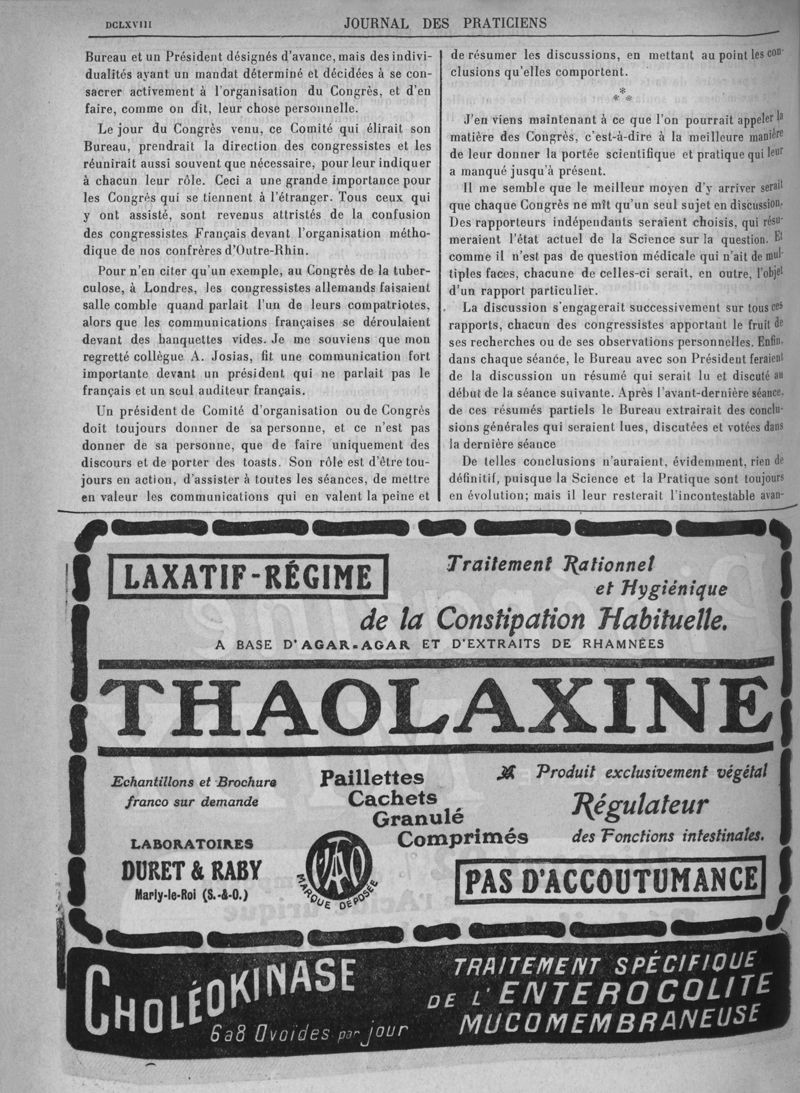 DCLXVIII
JOURNAL DES PRATICIENS
Bureau et un Président désignés d'avance, mais des indivi-
dualités ayant un mandat déterminé et décidées à se con-
sacrer activement à l'organisation du Congrès, et d'en
faire, comme on dit, leur chose personnelle.
Le jour du Congrès venu, ce Comité qui élirait son
Bureau, prendrait la direction des congressistes et les
réunirait aussi souvent que nécessaire, pour leur indiquer
à chacun leur rôle. Ceci a une grande importance pour
les Congrès qui se tiennent à l'étranger. Tous ceux qui
y ont assisté, sont revenus attristés de la confusion
des congressistes Français devant l'organisation métho-
dique de nos confrères d'Outre-Rhin.
Pour n'en citer qu'un exemple, au Congrès de la tuber-
culose, à Londres, les congressistes allemands faisaient
salle comble quand parlait l'un de leurs compatriotes,
alors que les communications françaises se déroulaient
devant des banquettes vides. Je me souviens que mon
regretté collègue A. Josias, fit une communication fort
importante devant un président qui ne parlait pas le
français et un seul auditeur français.
Un président de Comité d'organisation ou de Congrès
doit toujours donner de sa personne, et ce n'est pas
donner de sa personne, que de faire uniquement des
discours et de porter des toasts. Son rôle est d'être tou-
jours en action, d'assister à toutes les séances, de mettre
en valeur les communications qui en valent la peine et
de résumer les discussions, en mettant au point les con-
clusions qu'elles comportent.
*
* *
J'en viens maintenant à ce que l'on pourrait appeler la
matière des Congrès, c'est-à-dire à la meilleure manière
de leur donner la portée scientifique et pratique qui leur
a manqué jusqu'à présent.
Il me semble que le meilleur moyen d'y arriver serait
que chaque Congrès ne mît qu'un seul sujet en discussion.
Des rapporteurs indépendants seraient choisis, qui résu-
meraient l'état actuel de la Science sur la question. Et
comme il n'est pas de question médicale qui n'ait de mul-
tiples faces, chacune de celles-ci serait, en outre, l'objet
d'un rapport particulier.
La discussion s'engagerait successivement sur tous ces
rapports, chacun des congressistes apportant le fruit de
ses recherches ou de ses observations personnelles. Enfin,
dans chaque séance, le Bureau avec son Président feraient
de la discussion un résumé qui serait lu et discuté au
début de la séance suivante. Après l'avant-dernière séance,
de ces résumés partiels le Bureau extrairait des conclu-
sions générales qui seraient lues, discutées et votées dans
la dernière séance
De telles conclusions n'auraient, évidemment, rien de
définitif, puisque la Science et la Pratique sont toujours
en évolution; mais il leur resterait l'incontestable avan-
LAXATIF-RÉGIME
Traitement Rationnel
et Hygiénique
de la Constipation Habituelle.
A BASE D'AGAR-AGAR ET D'EXTRAITS DE RHAMNÉES
THAOLAXINE
Echantillons et Brochure
franco sur demande
LABORATOIRES
DURET & RABY
Marly-le-Roi (S.-&-O.)
Paillettes
Cachets
Granulé
Comprimés
MARQUE DÉPOSÉE
Produit exclusivement végétal
Régulateur
des Fonctions intestinales.
PAS D'ACCOUTUMANCE
CHOLÉOKINASE
6 à 8 Ovoïdes par jour
TRAITEMENT SPÉCIFIQUE
DE L'ENTEROCOLITE
MUCOMEMBRANEUSE